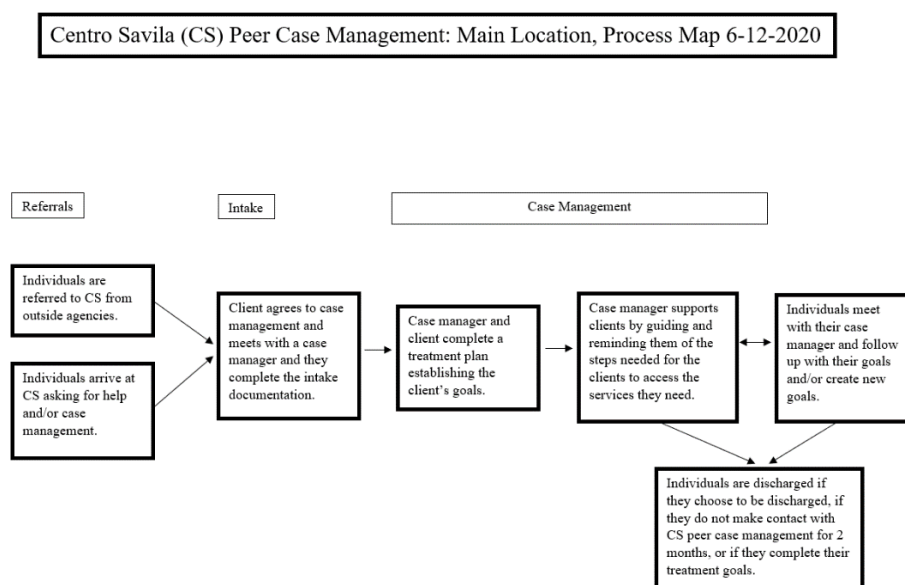 Centro Savila (CS) Peer Case Management: Main Location, Process Map 6-12-2020
Referrals
Intake
Case Management
Individuals are
referred to CS from
outside agencies.
Individuals arrive at
CS asking for help
and/or case
management.
Client agrees to case
management and
meets with a case
manager and they
complete the intake
documentation.
Case manager and
client complete a
treatment plan
establishing the
client's goals.
Case manager supports
clients by guiding and
reminding them of the
steps needed for the
clients to access the
services they need.
Individuals meet
with their case
manager and follow
up with their goals
and/or create new
goals.
Individuals are discharged if
they choose to be discharged, if
they do not make contact with
CS peer case management for 2
months, or if they complete their
treatment goals.